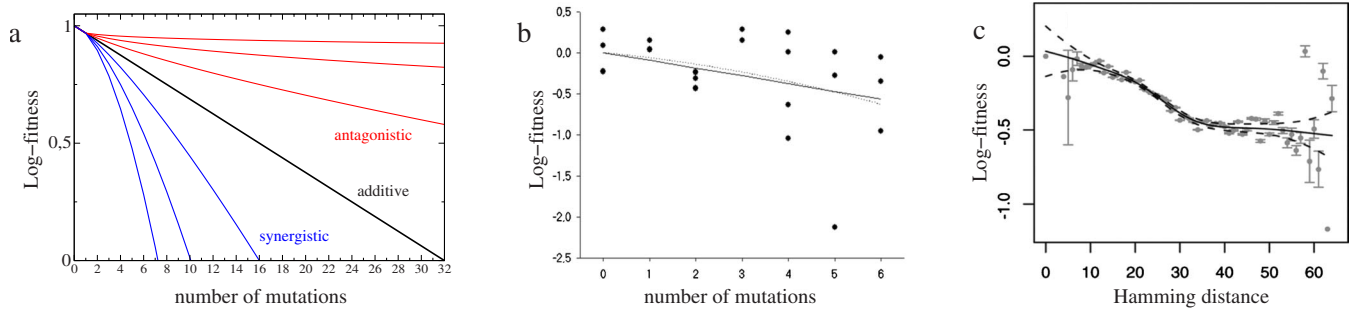 a
Log−fitness
1
0.5
0
antagonistic
additive
synergistic
0 2 4 6 8 10 12 14 16 18 20 22 24 26 28 30 32
number of mutations
b
Log−fitness
0.5
0.0
-0.5
-1.0
-1.5
-2.0
-2.5
0 1 2 3 4 5 6
number of mutations
c
Log−fitness
0.0
-0.5
-1.0
0 10 20 30 40 50 60
Hamming distance